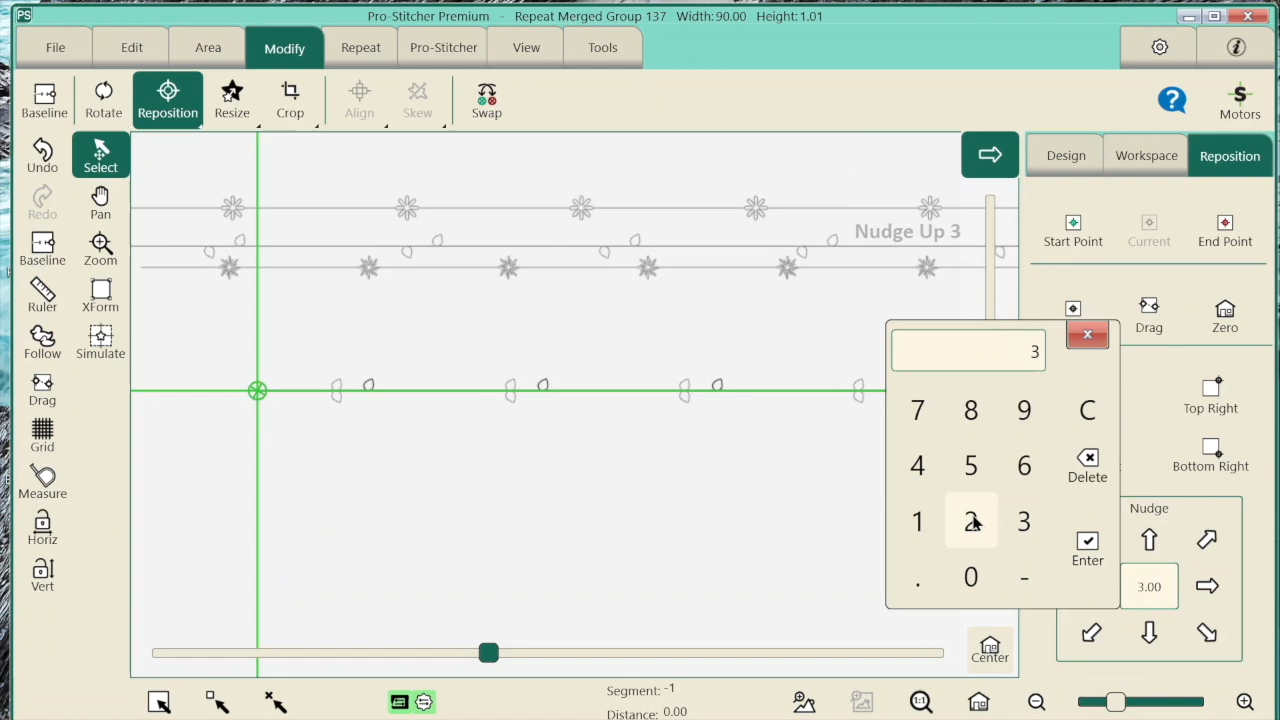 PS
Pro-Stitcher Premium - Repeat Merged Group 137 Width: 90.00 Height: 1.01
File Edit Area Modify Repeat Pro-Stitcher View Tools
Baseline Rotate Reposition Resize Crop Align Skew Swap Motors
Undo Select
Design Workspace Reposition
Redo Pan
Start Point Current End Point
Nudge Up 3
Baseline Zoom
Ruler XForm
Drag Zero
Follow Simulate
3
Drag
7 8 9 C
Top Right
Grid
4 5 6 Delete
Bottom Right
Measure
Nudge
1 2 3
Horiz
Enter
. 0 -
3.00
Vert
Center
Segment: -1
1:1
Distance: 0.00